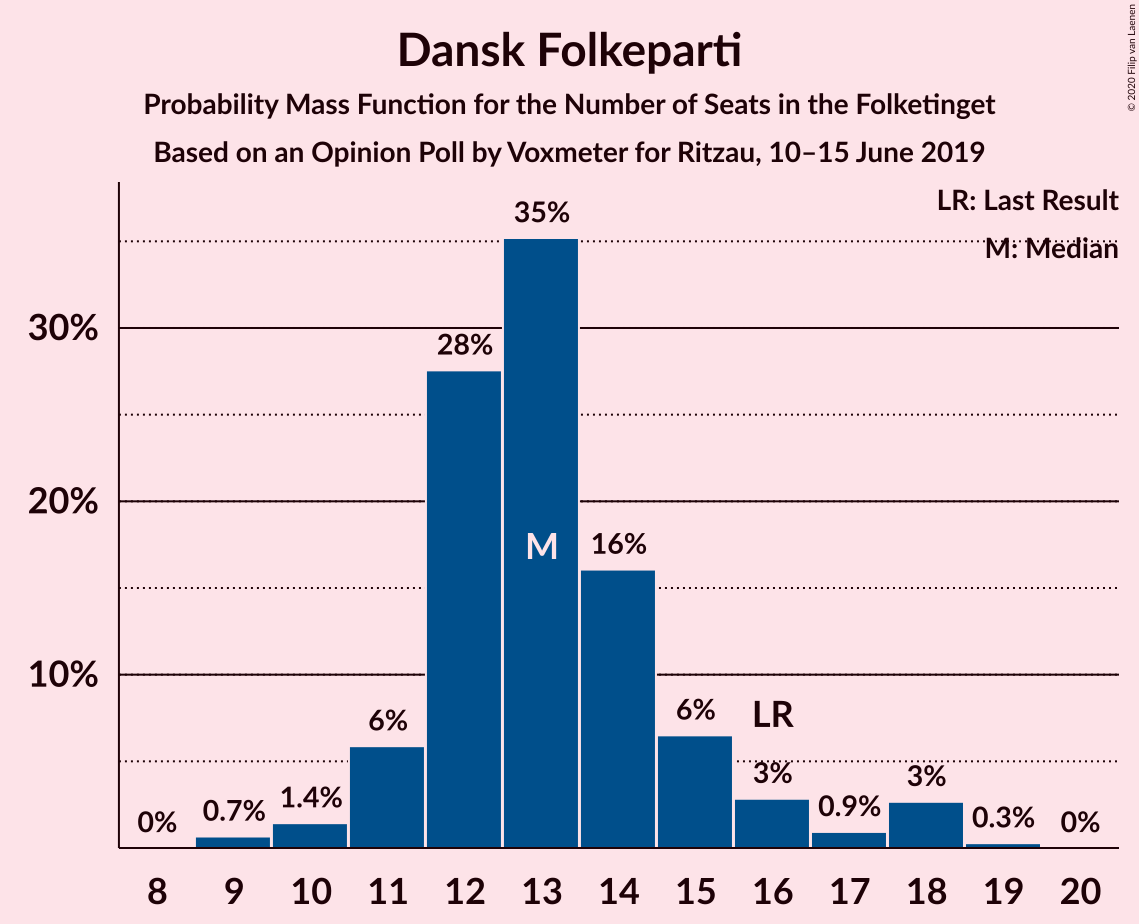 Dansk Folkeparti
Probability Mass Function for the Number of Seats in the Folketinget
Based on an Opinion Poll by Voxmeter for Ritzau, 10–15 June 2019
© 2020 Filip van Laenen
LR: Last Result
M: Median
35%
30%
28%
20%
M
16%
10%
6%
6%
LR
3%
3%
0%
0.7%
1.4%
0.9%
0.3%
0%
8 9 10 11 12 13 14 15 16 17 18 19 20